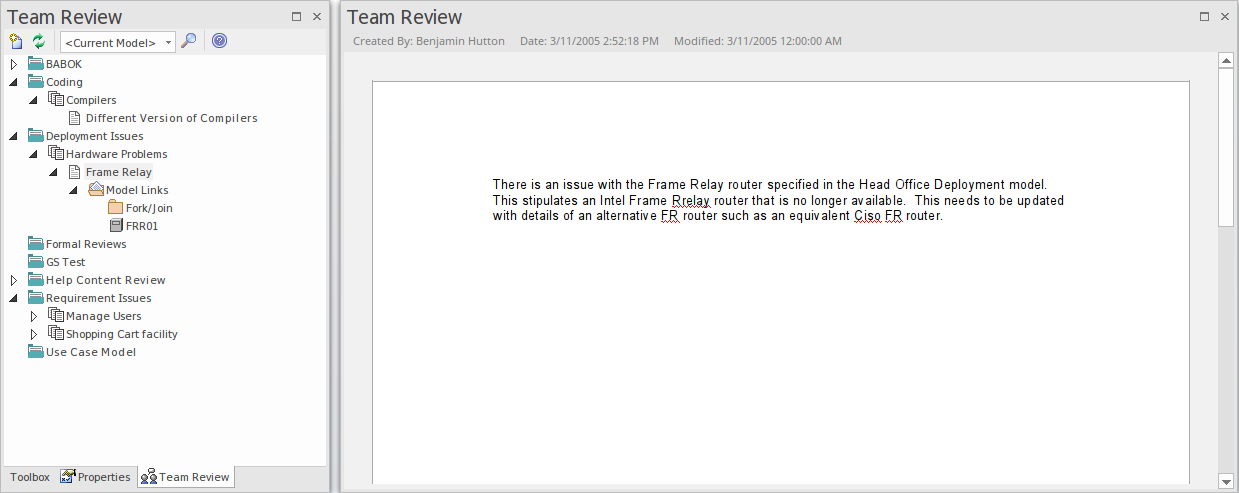 Team Review
<Current Model>
BABOK
Coding
Compilers
Different Version of Compilers
Deployment Issues
Hardware Problems
Frame Relay
Model Links
Fork/Join
FRR01
Formal Reviews
GS Test
Help Content Review
Requirement Issues
Manage Users
Shopping Cart facility
Use Case Model
Toolbox Properties Team Review
Team Review
Created By: Benjamin Hutton Date: 3/11/2005 2:52:18 PM Modified: 3/11/2005 12:00:00 AM
There is an issue with the Frame Relay router specified in the Head Office Deployment model.
This stipulates an Intel Frame Rrelay router that is no longer available. This needs to be updated
with details of an alternative FR router such as an equivalent Ciso FR router.